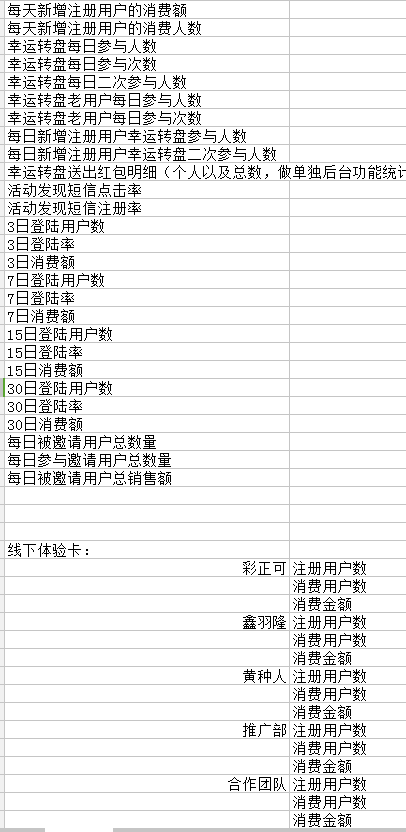 每天新增注册用户的消费额
每天新增注册用户的消费人数
幸运转盘每日参与人数
幸运转盘每日参与次数
幸运转盘每日二次参与人数
幸运转盘老用户每日参与人数
幸运转盘老用户每日参与次数
每日新增注册用户幸运转盘参与人数
每日新增注册用户幸运转盘二次参与人数
幸运转盘送出红包明细（个人以及总数，做单独后台功能统计
活动发现短信点击率
活动发现短信注册率
3日登陆用户数
3日登陆率
3日消费额
7日登陆用户数
7日登陆率
7日消费额
15日登陆用户数
15日登陆率
15日消费额
30日登陆用户数
30日登陆率
30日消费额
每日被邀请用户总数量
每日参与邀请用户总数量
每日被邀请用户总销售额
线下体验卡：
彩正可 注册用户数
消费用户数
消费金额
鑫羽隆 注册用户数
消费用户数
消费金额
黄种人 注册用户数
消费用户数
消费金额
推广部 注册用户数
消费用户数
消费金额
合作团队 注册用户数
消费用户数
消费金额